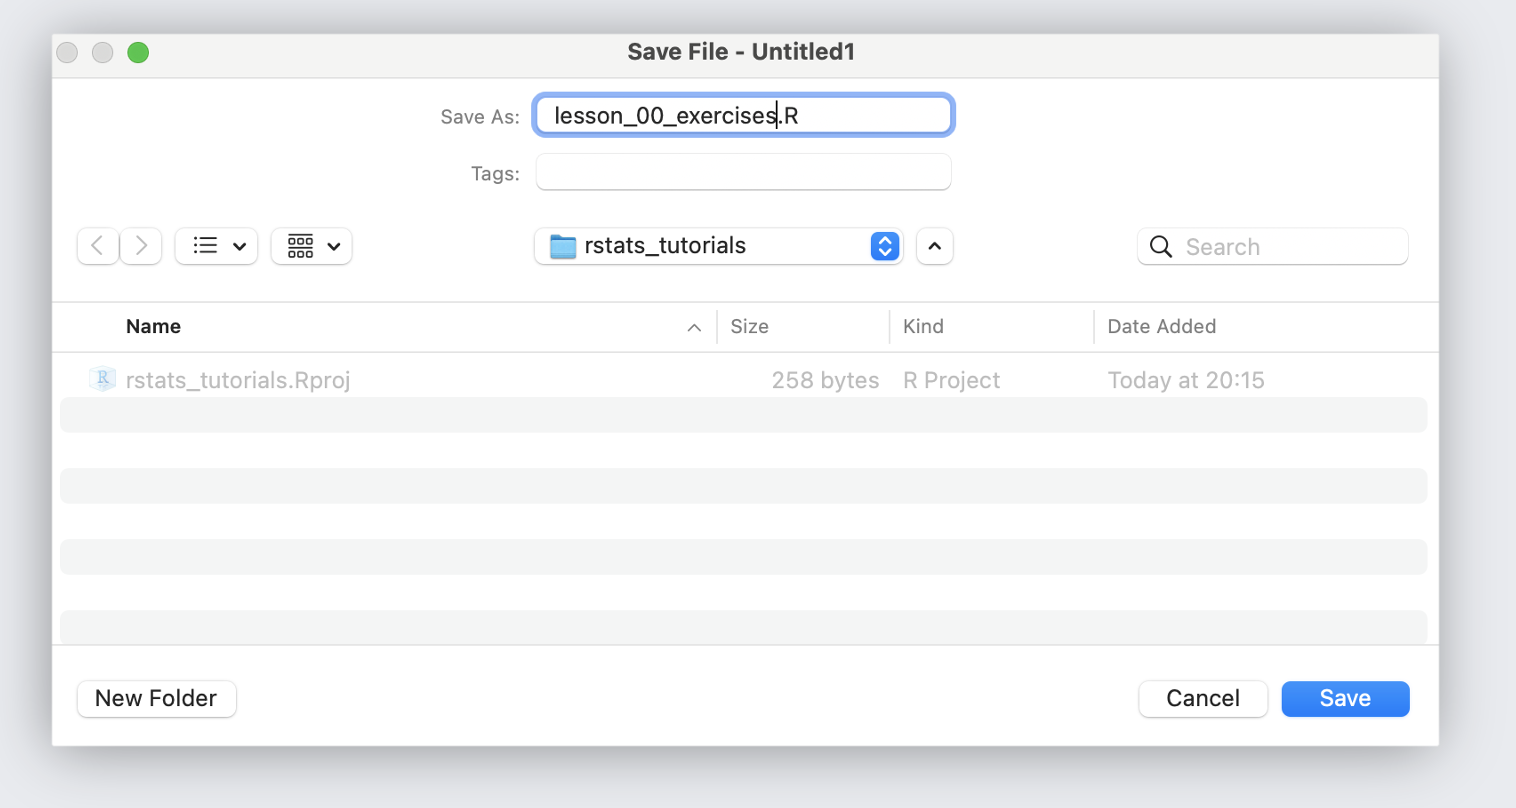 Save File - Untitled1
Save As: lesson_00_exercises.R
Tags:
rstats_tutorials
Search
Name Size Kind Date Added
R rstats_tutorials.Rproj 258 bytes R Project Today at 20:15
New Folder Cancel Save